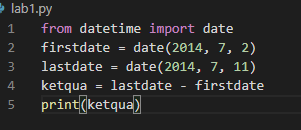 lab1.py
1 from datetime import date
2 firstdate = date(2014, 7, 2)
3 lastdate = date(2014, 7, 11)
4 ketqua = lastdate - firstdate
5 print(ketqua)